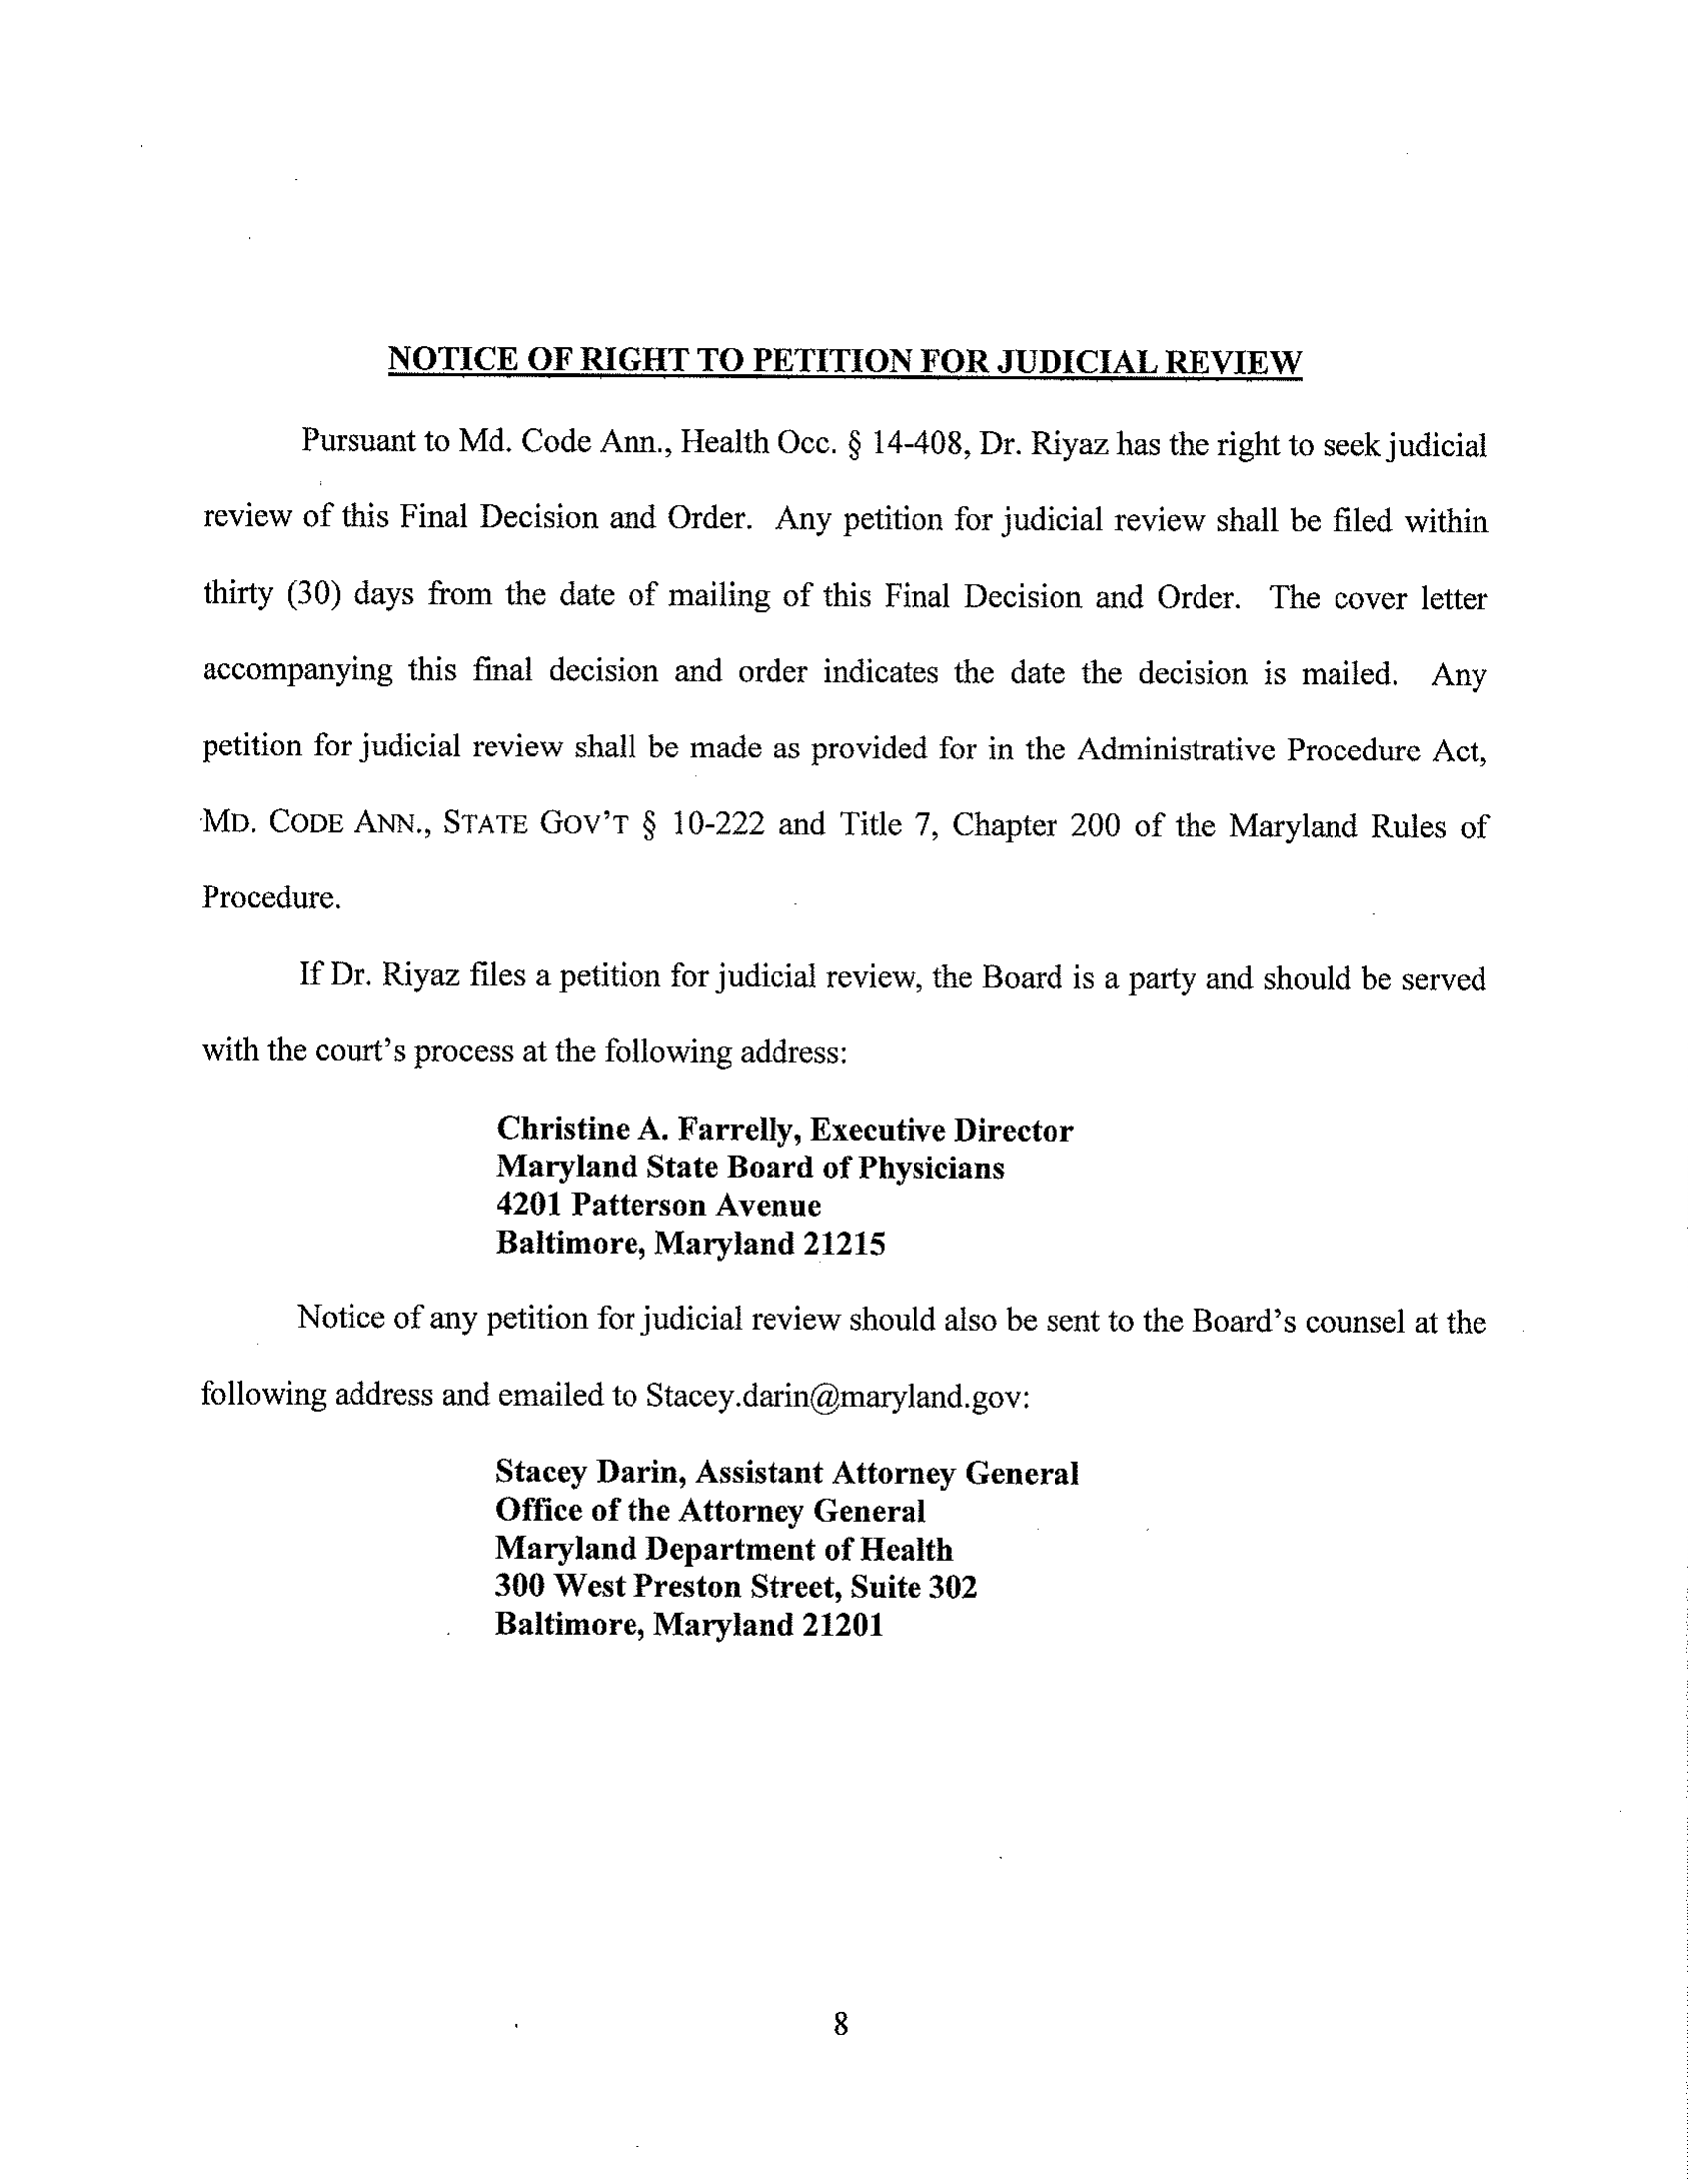 NOTICE OF RIGHT TO PETITION FOR JUDICIAL REVIEW
Pursuant to Md. Code Ann., Health Occ. § 14-408, Dr. Riyaz has the right to seek judicial
review of this Final Decision and Order. Any petition for judicial review shall be filed within
thirty (30) days from the date of mailing of this Final Decision and Order. The cover letter
accompanying this final decision and order indicates the date the decision is mailed. Any
petition for judicial review shall be made as provided for in the Administrative Procedure Act,
MD. CODE ANN., STATE GOV'T § 10-222 and Title 7, Chapter 200 of the Maryland Rules of
Procedure.
If Dr. Riyaz files a petition for judicial review, the Board is a party and should be served
with the court's process at the following address:
Christine A. Farrelly, Executive Director
Maryland State Board of Physicians
4201 Patterson Avenue
Baltimore, Maryland 21215
Notice of any petition for judicial review should also be sent to the Board's counsel at the
following address and emailed to Stacey.darin@maryland.gov:
Stacey Darin, Assistant Attorney General
Office of the Attorney General
Maryland Department of Health
300 West Preston Street, Suite 302
Baltimore, Maryland 21201
8